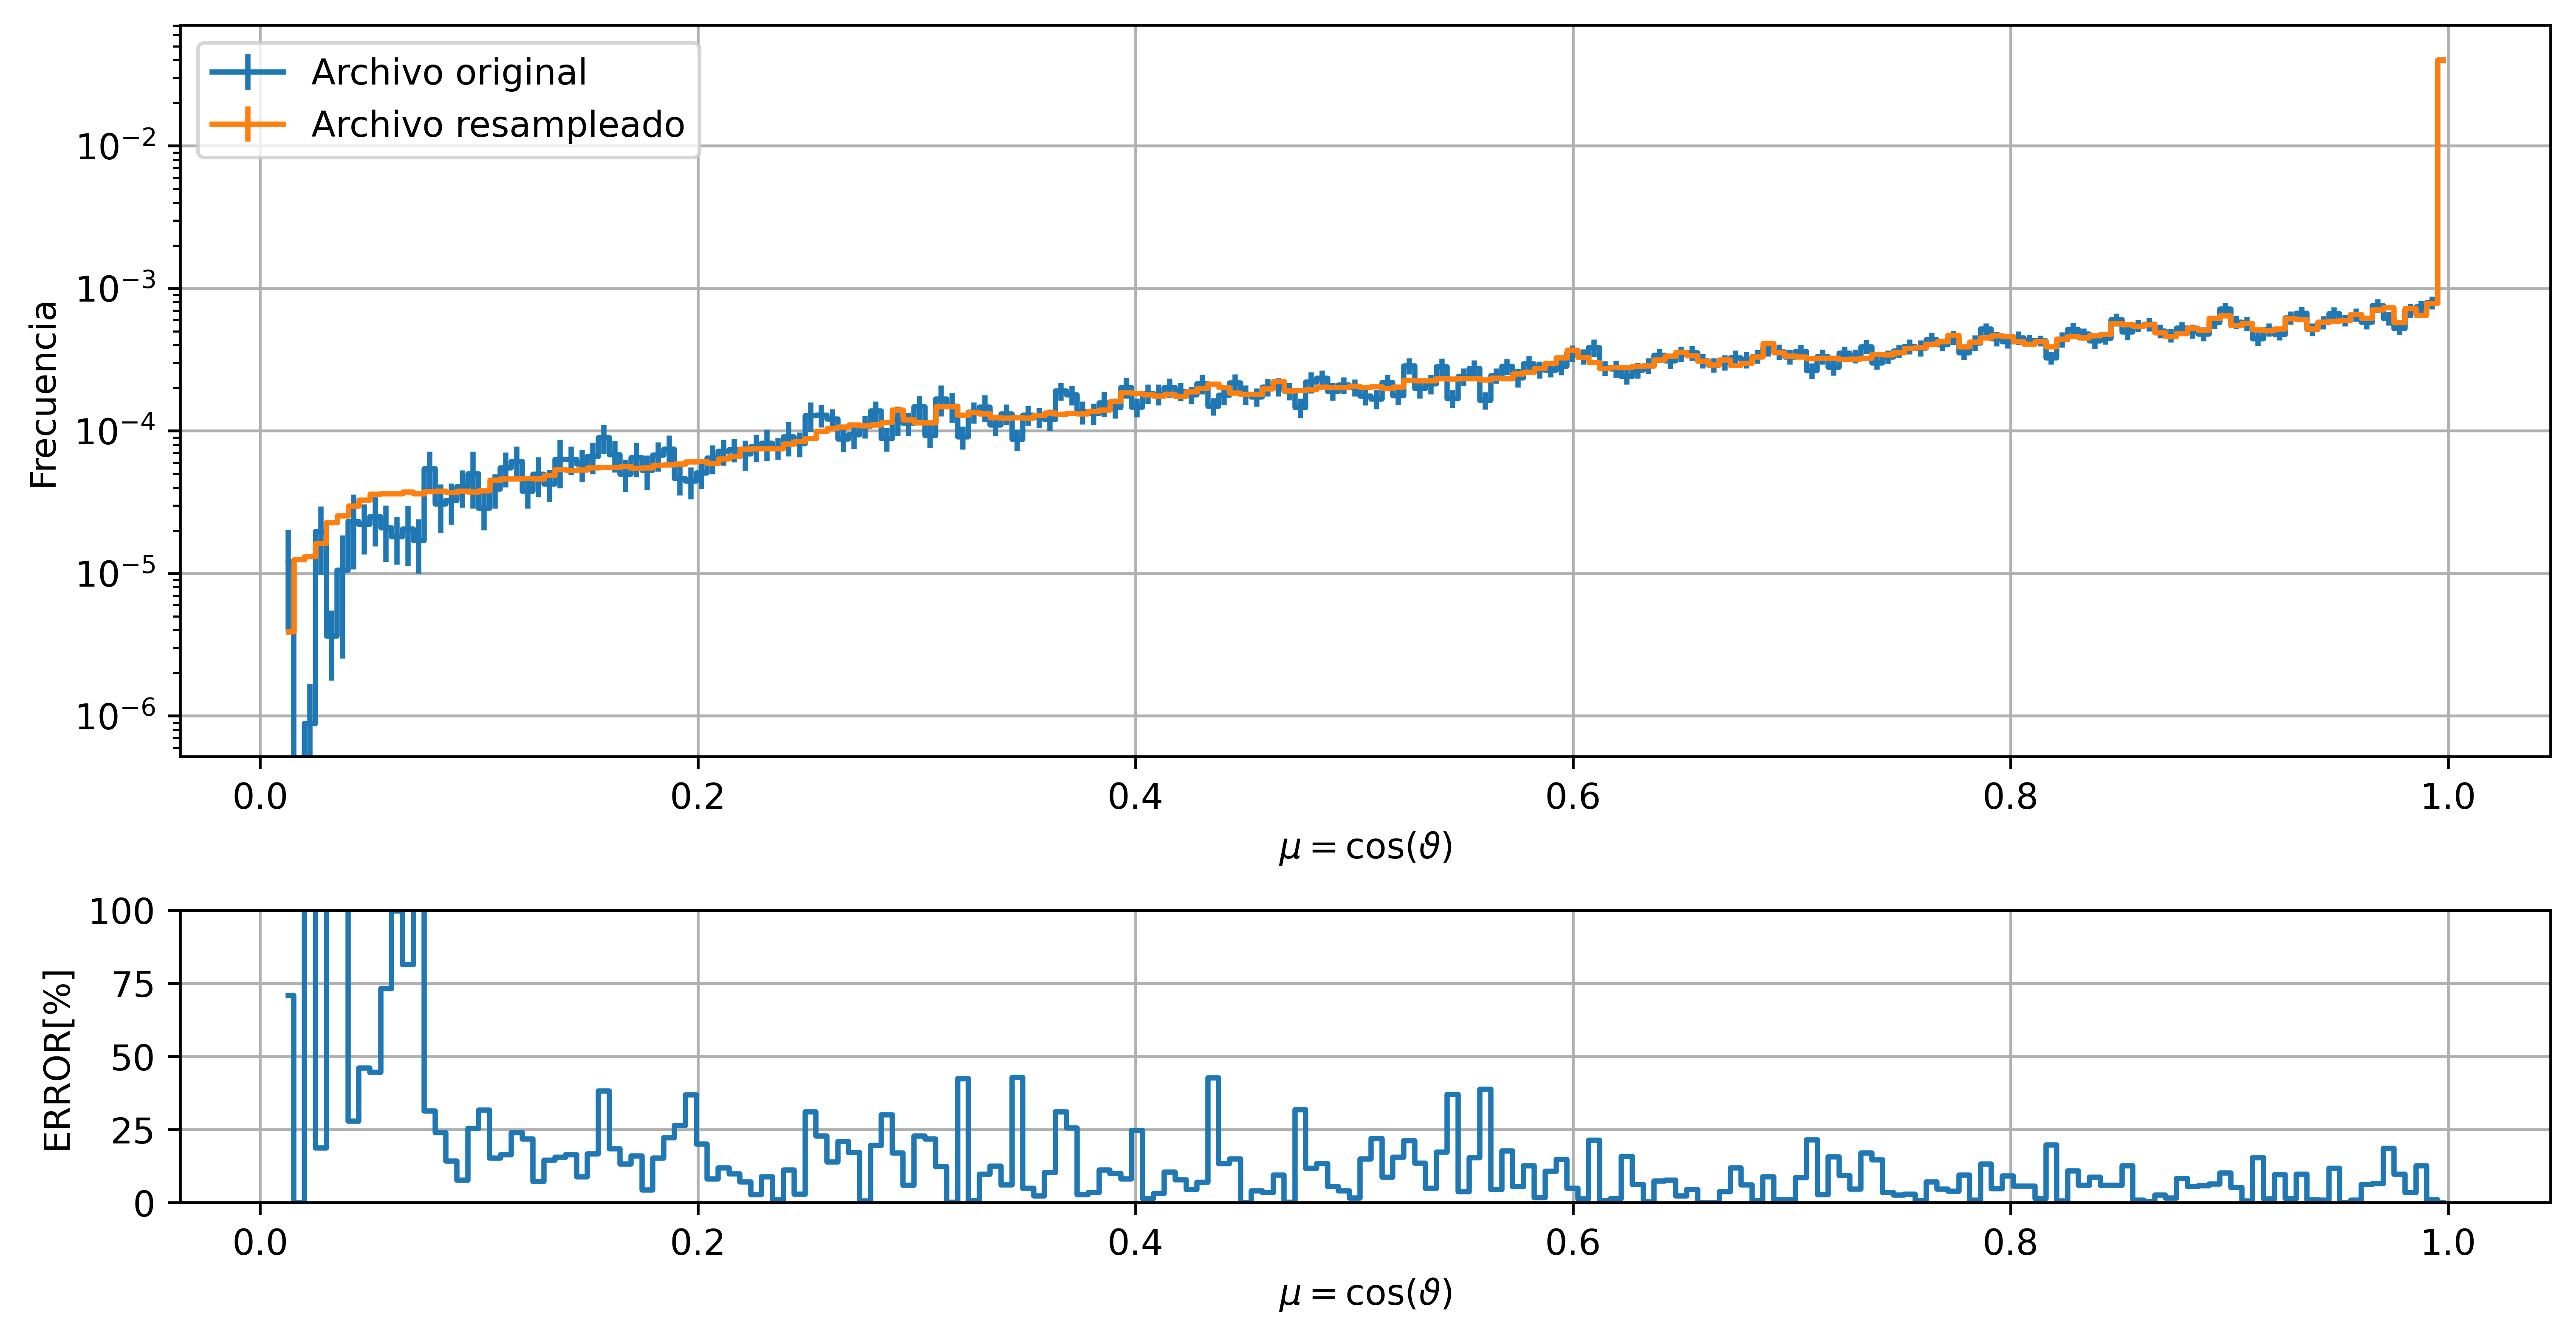 Archivo original
Archivo resampleado
Frecuencia
10⁻²
10⁻³
10⁻⁴
10⁻⁵
10⁻⁶
0.0 0.2 0.4 0.6 0.8 1.0
μ = cos(ϑ)
ERROR[%]
100
75
50
25
0
0.0 0.2 0.4 0.6 0.8 1.0
μ = cos(ϑ)